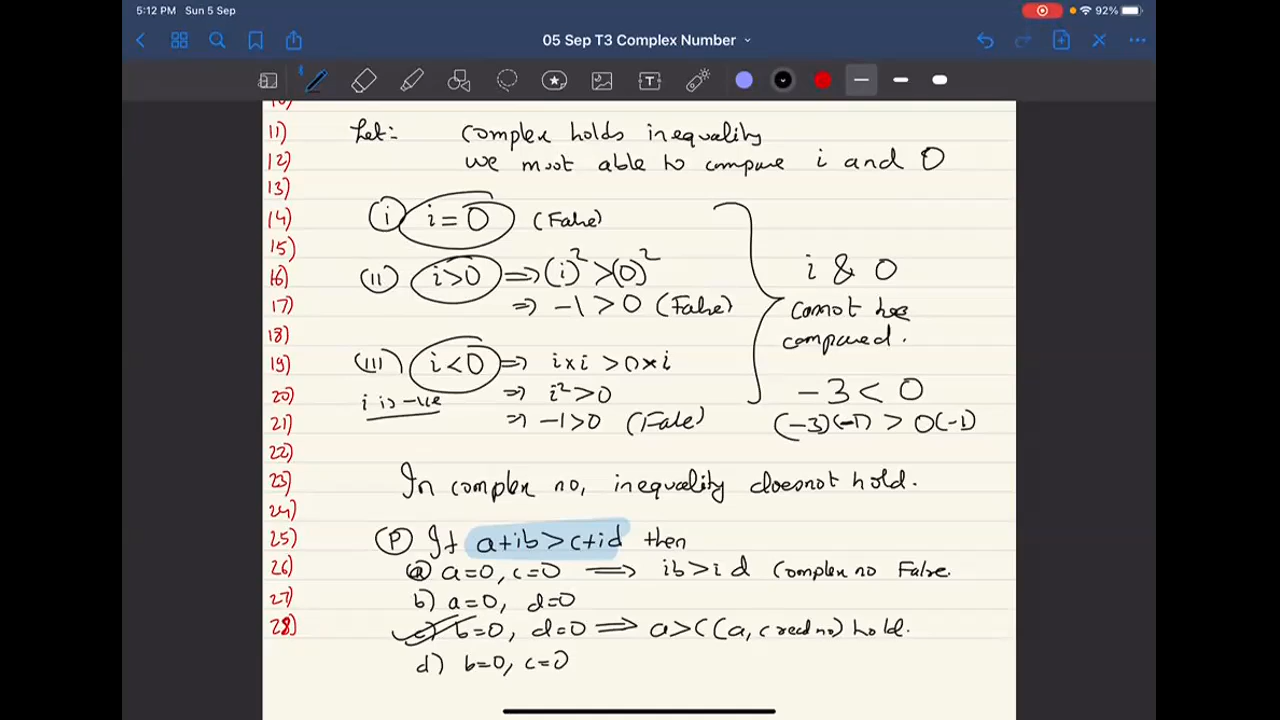 5:12 PM Sun 5 Sep
92%
05 Sep T3 Complex Number
11) Let:- Complex holds inequality
12) we must able to compare i and 0
13)
14) (i) i=0 (False)
15)
16) (ii) i>0 ⇒ (i)² >(0)²
17) ⇒ -1 > 0 (False)
18)
19) (iii) i<0 ⇒ i×i > 0×i
20) i is -ve ⇒ i² >0
21) ⇒ -1>0 (False)
i & 0
cannot be
compared.
-3 < 0
(-3)(-1) > 0(-1)
22)
23) In complex no, inequality doesnot hold.
24)
25) (P) If a+ib > c+id then
26) a) a=0, c=0 ⇒ ib > id Complex no False.
27) b) a=0, d=0
28) c) b=0, d=0 ⇒ a>c (a, c real no) hold.
d) b=0, c=0